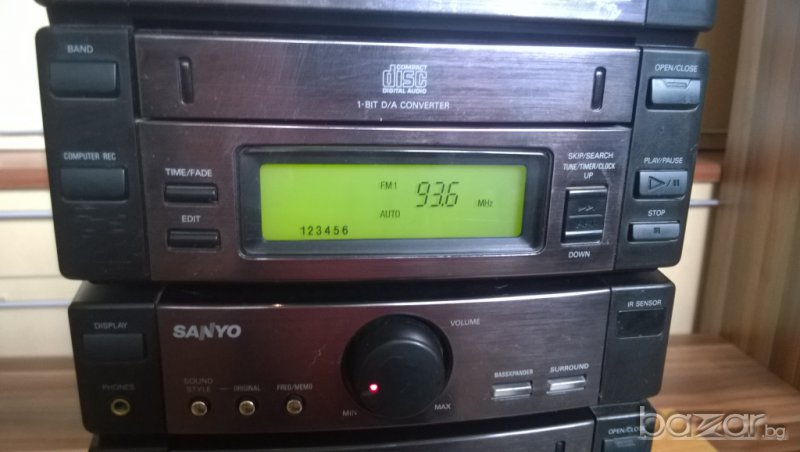 BAND
COMPACT
disc
DIGITAL AUDIO
1-BIT D/A CONVERTER
OPEN/CLOSE
COMPUTER REC
TIME/FADE
EDIT
FM1
93.6
MHz
AUTO
123456
SKIP/SEARCH
TUNE/TIMER/CLOCK
UP
DOWN
PLAY/PAUSE
STOP
DISPLAY
PHONES
SANYO
SOUND
STYLE
ORIGINAL
FREQ/MEMO
VOLUME
MIN
MAX
BASSXPANDER
SURROUND
IR SENSOR
OPEN/CLOSE
bazar.bg